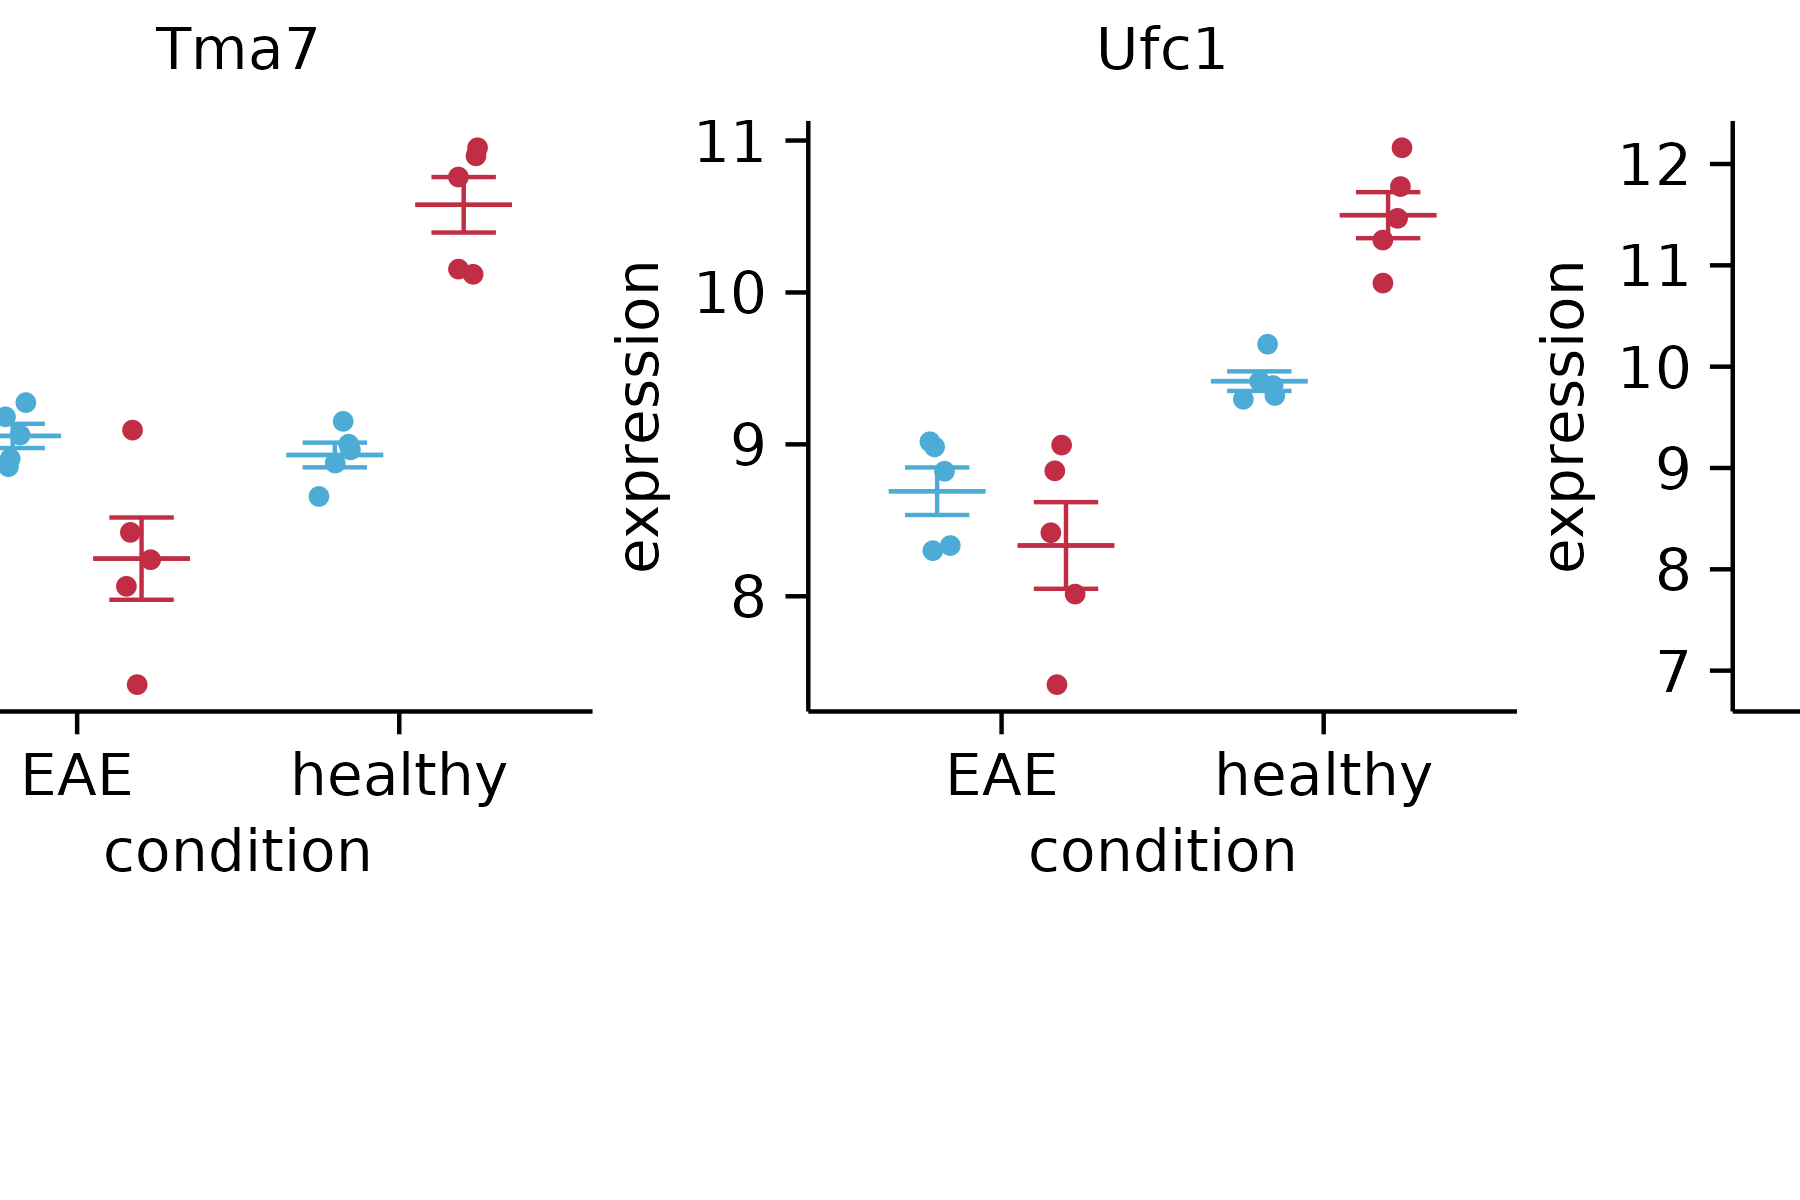 Tma7
EAE
healthy
condition
Ufc1
expression
11
10
9
8
EAE
healthy
condition
expression
12
11
10
9
8
7